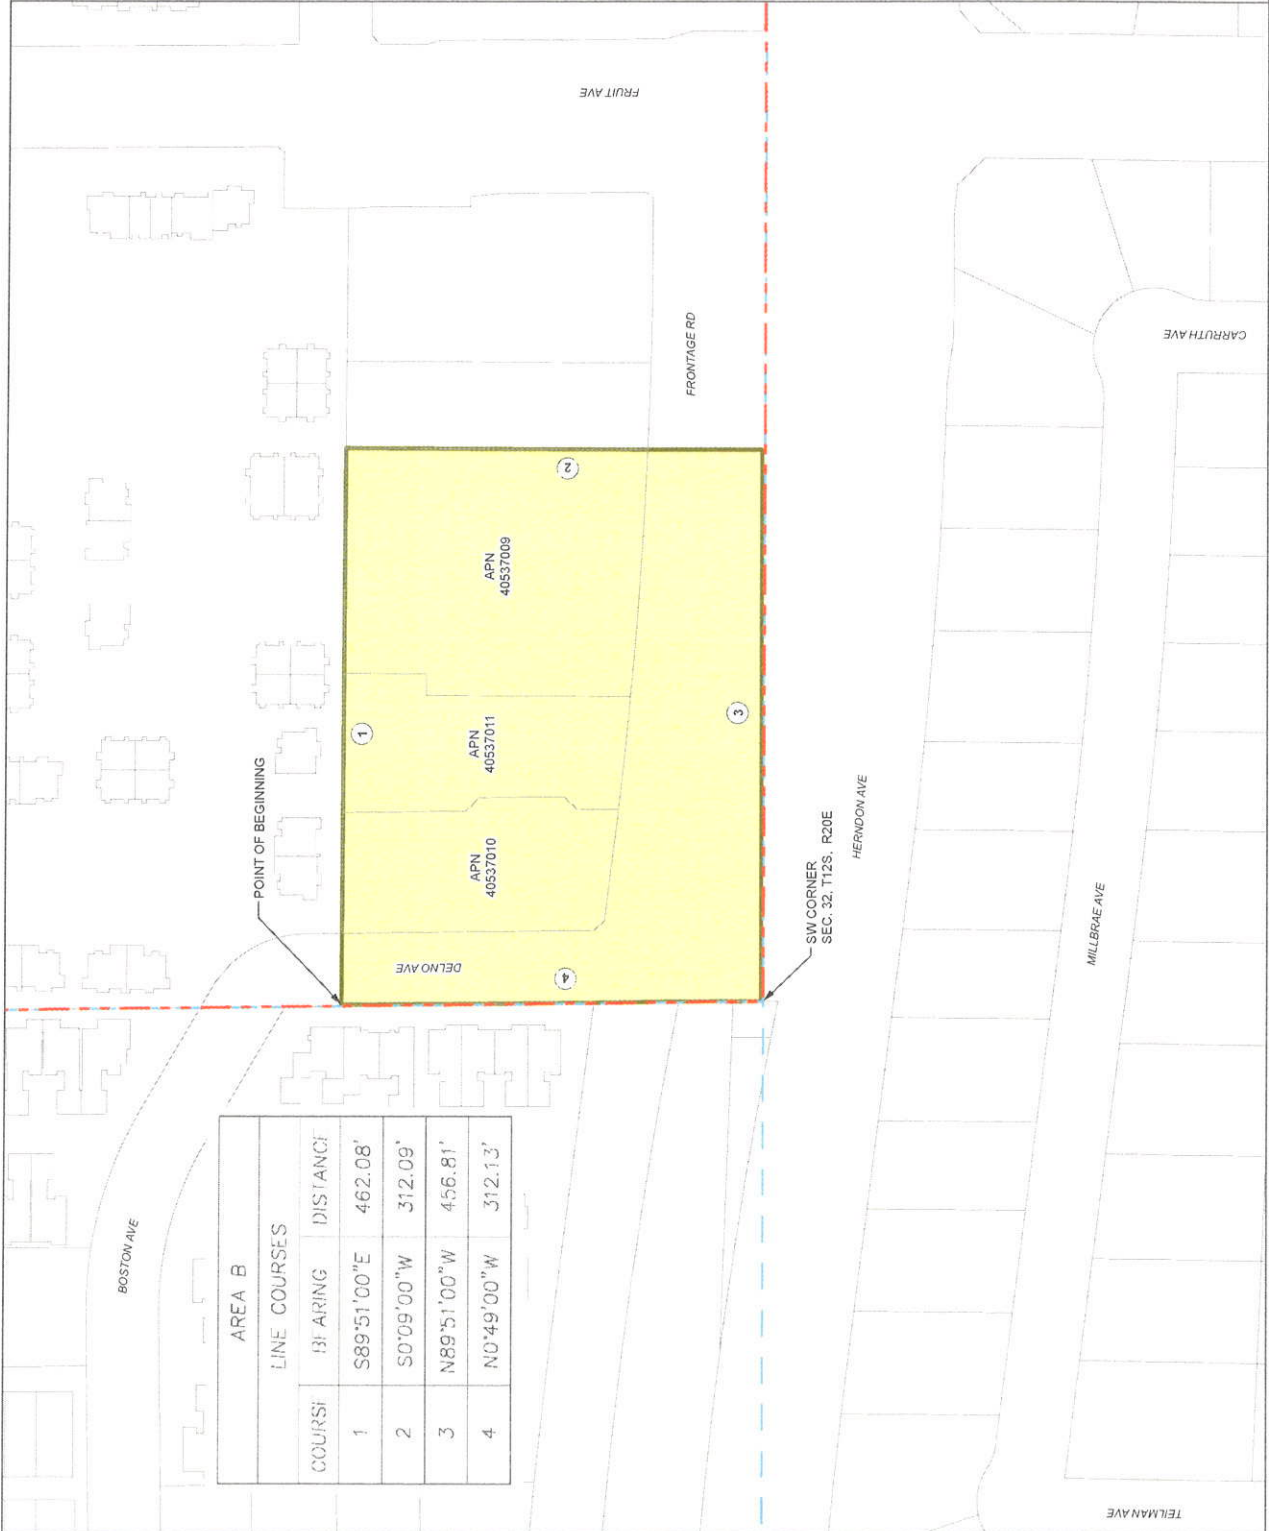 BOSTON AVE
AREA B
LINE COURSES
COURSE BEARING DISTANCE
1 S89°51'00"E 462.08'
2 S0°09'00"W 312.09'
3 N89°51'00"W 456.81'
4 N0°49'00"W 312.13'
POINT OF BEGINNING
DELNO AVE
APN
40537010
APN
40537011
APN
40537009
1
2
3
4
FRUIT AVE
FRONTAGE RD
SW CORNER
SEC. 32, T12S, R20E
HERNDON AVE
MILLBRAE AVE
CARRUTH AVE
TEILMAN AVE